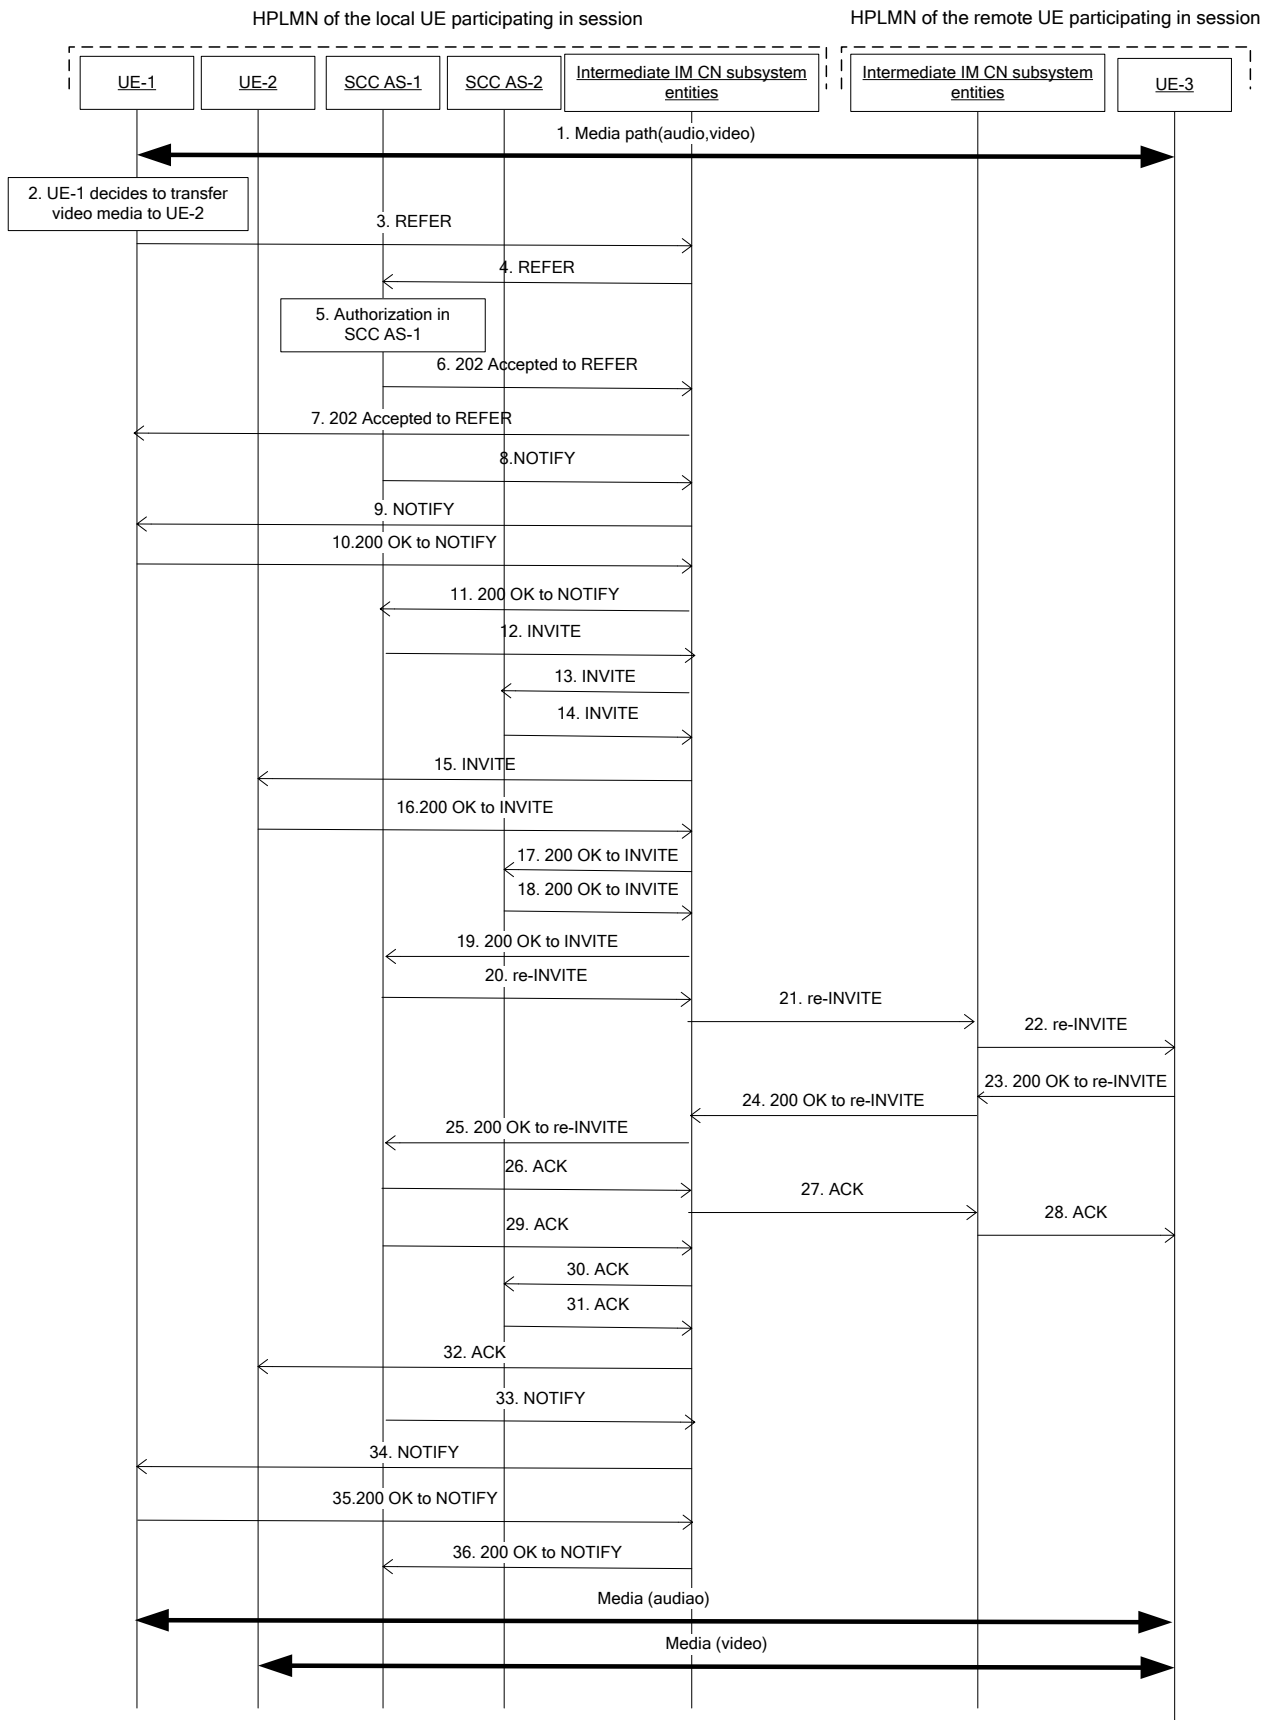 HPLMN of the local UE participating in session
HPLMN of the remote UE participating in session
UE-1
UE-2
SCC AS-1
SCC AS-2
Intermediate IM CN subsystem
entities
Intermediate IM CN subsystem
entities
UE-3
1. Media path(audio,video)
2. UE-1 decides to transfer
video media to UE-2
3. REFER
4. REFER
5. Authorization in
SCC AS-1
6. 202 Accepted to REFER
7. 202 Accepted to REFER
8.NOTIFY
9. NOTIFY
10.200 OK to NOTIFY
11. 200 OK to NOTIFY
12. INVITE
13. INVITE
14. INVITE
15. INVITE
16.200 OK to INVITE
17. 200 OK to INVITE
18. 200 OK to INVITE
19. 200 OK to INVITE
20. re-INVITE
21. re-INVITE
22. re-INVITE
23. 200 OK to re-INVITE
24. 200 OK to re-INVITE
25. 200 OK to re-INVITE
26. ACK
27. ACK
28. ACK
29. ACK
30. ACK
31. ACK
32. ACK
33. NOTIFY
34. NOTIFY
35.200 OK to NOTIFY
36. 200 OK to NOTIFY
Media (audiao)
Media (video)